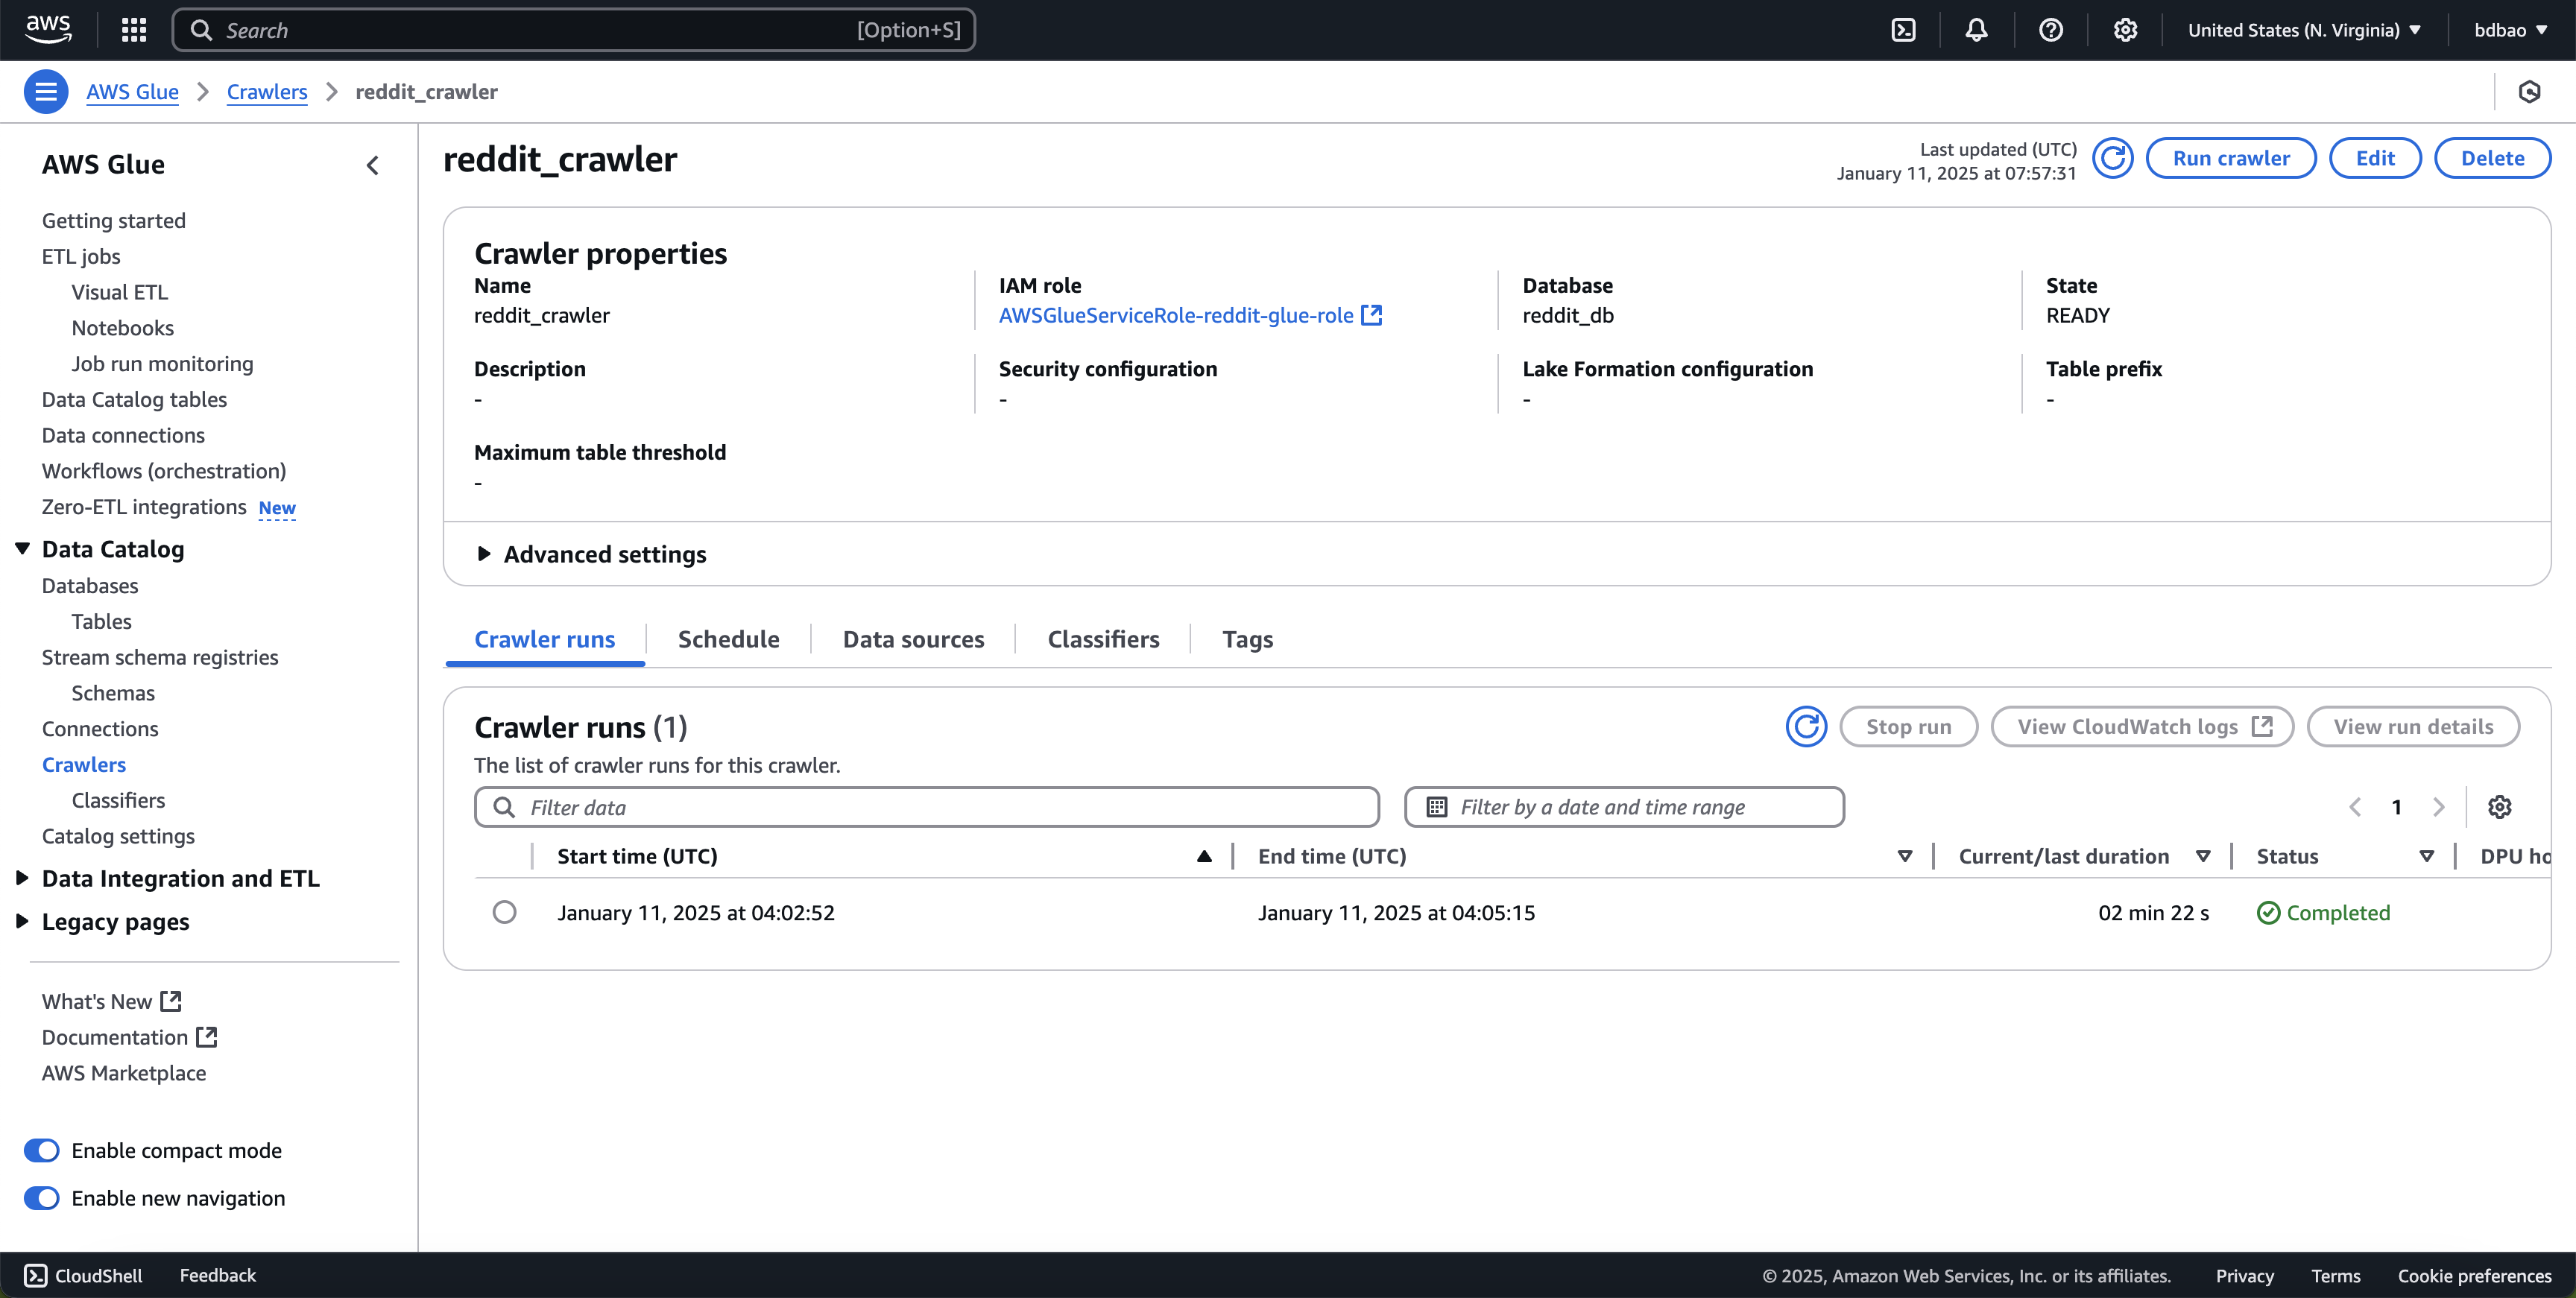 aws
Search [Option+S]
United States (N. Virginia)
bdbao
AWS Glue
Crawlers
reddit_crawler
AWS Glue
Getting started
ETL jobs
Visual ETL
Notebooks
Job run monitoring
Data Catalog tables
Data connections
Workflows (orchestration)
Zero-ETL integrations New
Data Catalog
Databases
Tables
Stream schema registries
Schemas
Connections
Crawlers
Classifiers
Catalog settings
Data Integration and ETL
Legacy pages
What's New
Documentation
AWS Marketplace
Enable compact mode
Enable new navigation
reddit_crawler
Last updated (UTC)
January 11, 2025 at 07:57:31
Run crawler
Edit
Delete
Crawler properties
Name
reddit_crawler
IAM role
AWSGlueServiceRole-reddit-glue-role
Database
reddit_db
State
READY
Description
-
Security configuration
-
Lake Formation configuration
-
Table prefix
-
Maximum table threshold
-
Advanced settings
Crawler runs
Schedule
Data sources
Classifiers
Tags
Crawler runs (1)
The list of crawler runs for this crawler.
Stop run
View CloudWatch logs
View run details
Filter data
Filter by a date and time range
1
Start time (UTC)
End time (UTC)
Current/last duration
Status
DPU ho
January 11, 2025 at 04:02:52
January 11, 2025 at 04:05:15
02 min 22 s
Completed
CloudShell
Feedback
© 2025, Amazon Web Services, Inc. or its affiliates.
Privacy
Terms
Cookie preferences